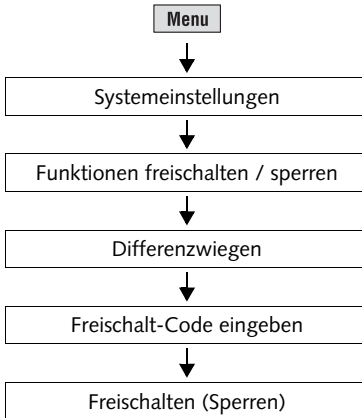 Menu
Systemeinstellungen
Funktionen freischalten / sperren
Differenzwiegen
Freischalt-Code eingeben
Freischalten (Sperren)